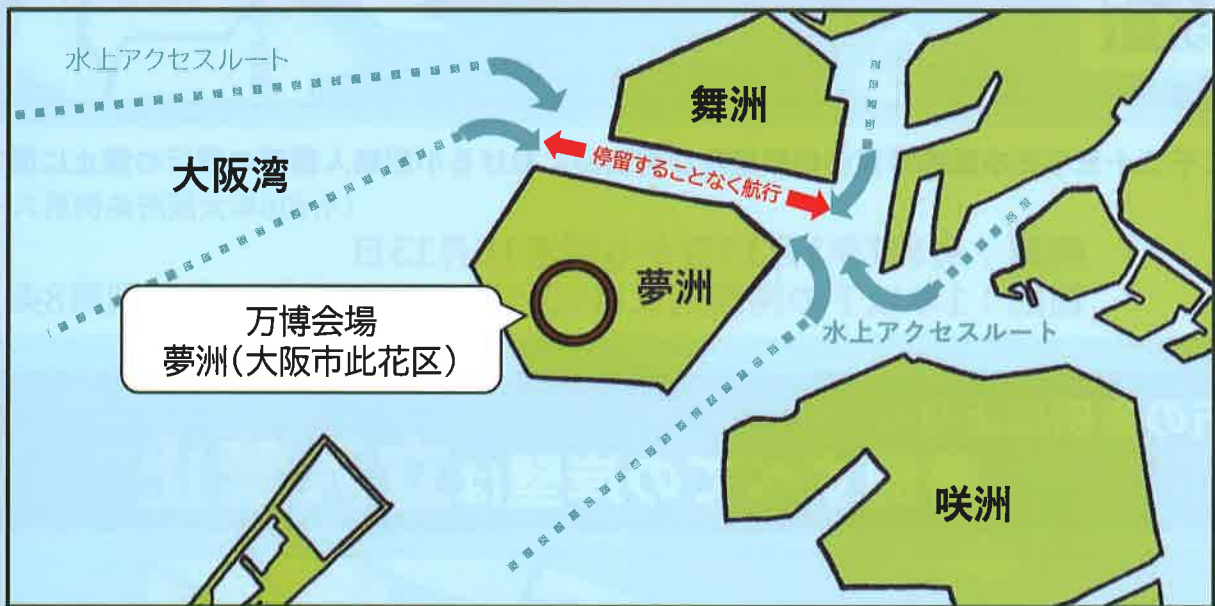 水上アクセスルート
舞洲
停留することなく航行
大阪湾
夢洲
万博会場
夢洲(大阪市此花区)
水上アクセスルート
咲洲